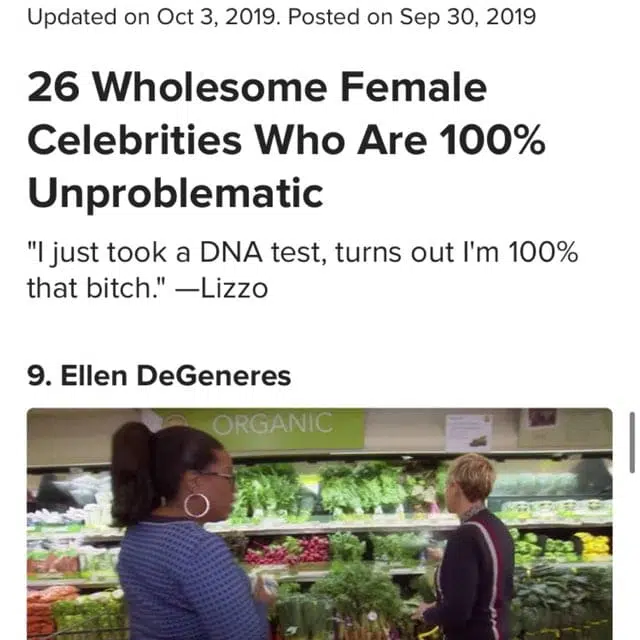 Updated on Oct 3, 2019. Posted on Sep 30, 2019
26 Wholesome Female
Celebrities Who Are 100%
Unproblematic
"I just took a DNA test, turns out I'm 100%
that bitch." —Lizzo
9. Ellen DeGeneres
ORGANIC